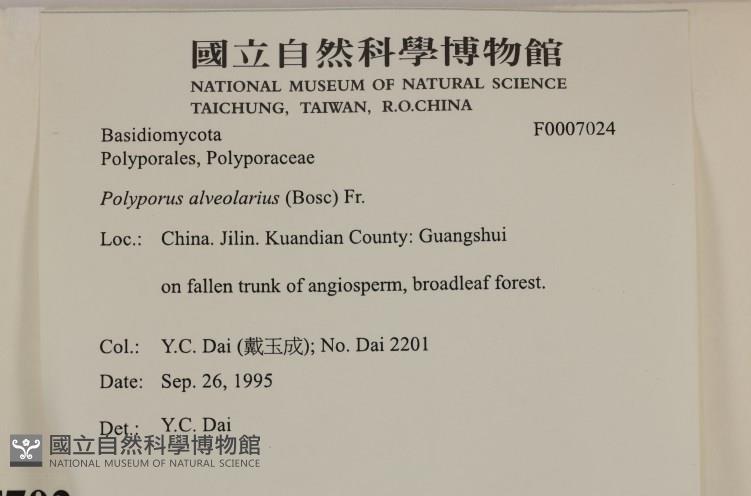 國立自然科學博物館
NATIONAL MUSEUM OF NATURAL SCIENCE
TAICHUNG, TAIWAN, R.O.CHINA
Basidiomycota F0007024
Polyporales, Polyporaceae
Polyporus alveolarius (Bosc) Fr.
Loc.: China. Jilin. Kuandian County: Guangshui
on fallen trunk of angiosperm, broadleaf forest.
Col.: Y.C. Dai (戴玉成); No. Dai 2201
Date: Sep. 26, 1995
Det.: Y.C. Dai
國立自然科學博物館
NATIONAL MUSEUM OF NATURAL SCIENCE